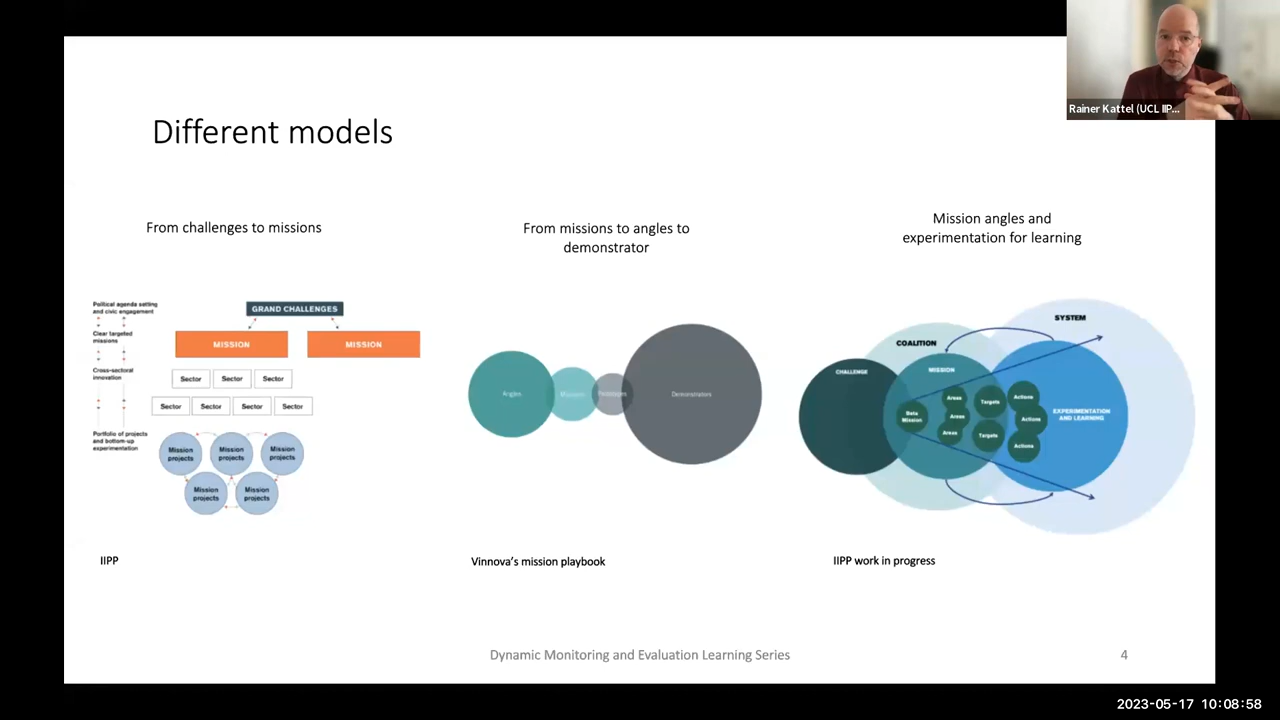 Rainer Kattel (UCL IIP...
Different models
From challenges to missions
From missions to angles to
demonstrator
Mission angles and
experimentation for learning
Political agenda setting
and civic engagement
Clear targeted
missions
Cross-sectoral
innovation
Portfolio of projects
and bottom-up
experimentation
GRAND CHALLENGES
MISSION
MISSION
Sector
Sector
Sector
Sector
Sector
Sector
Sector
Mission
projects
Mission
projects
Mission
projects
Mission
projects
Mission
projects
IIPP
Angles
Missions
Prototypes
Demonstrators
Vinnova's mission playbook
SYSTEM
COALITION
CHALLENGE
MISSION
Beta
Mission
Areas
Areas
Areas
Targets
Targets
Actions
Actions
Actions
EXPERIMENTATION
AND LEARNING
IIPP work in progress
Dynamic Monitoring and Evaluation Learning Series
4
2023-05-17 10:08:58